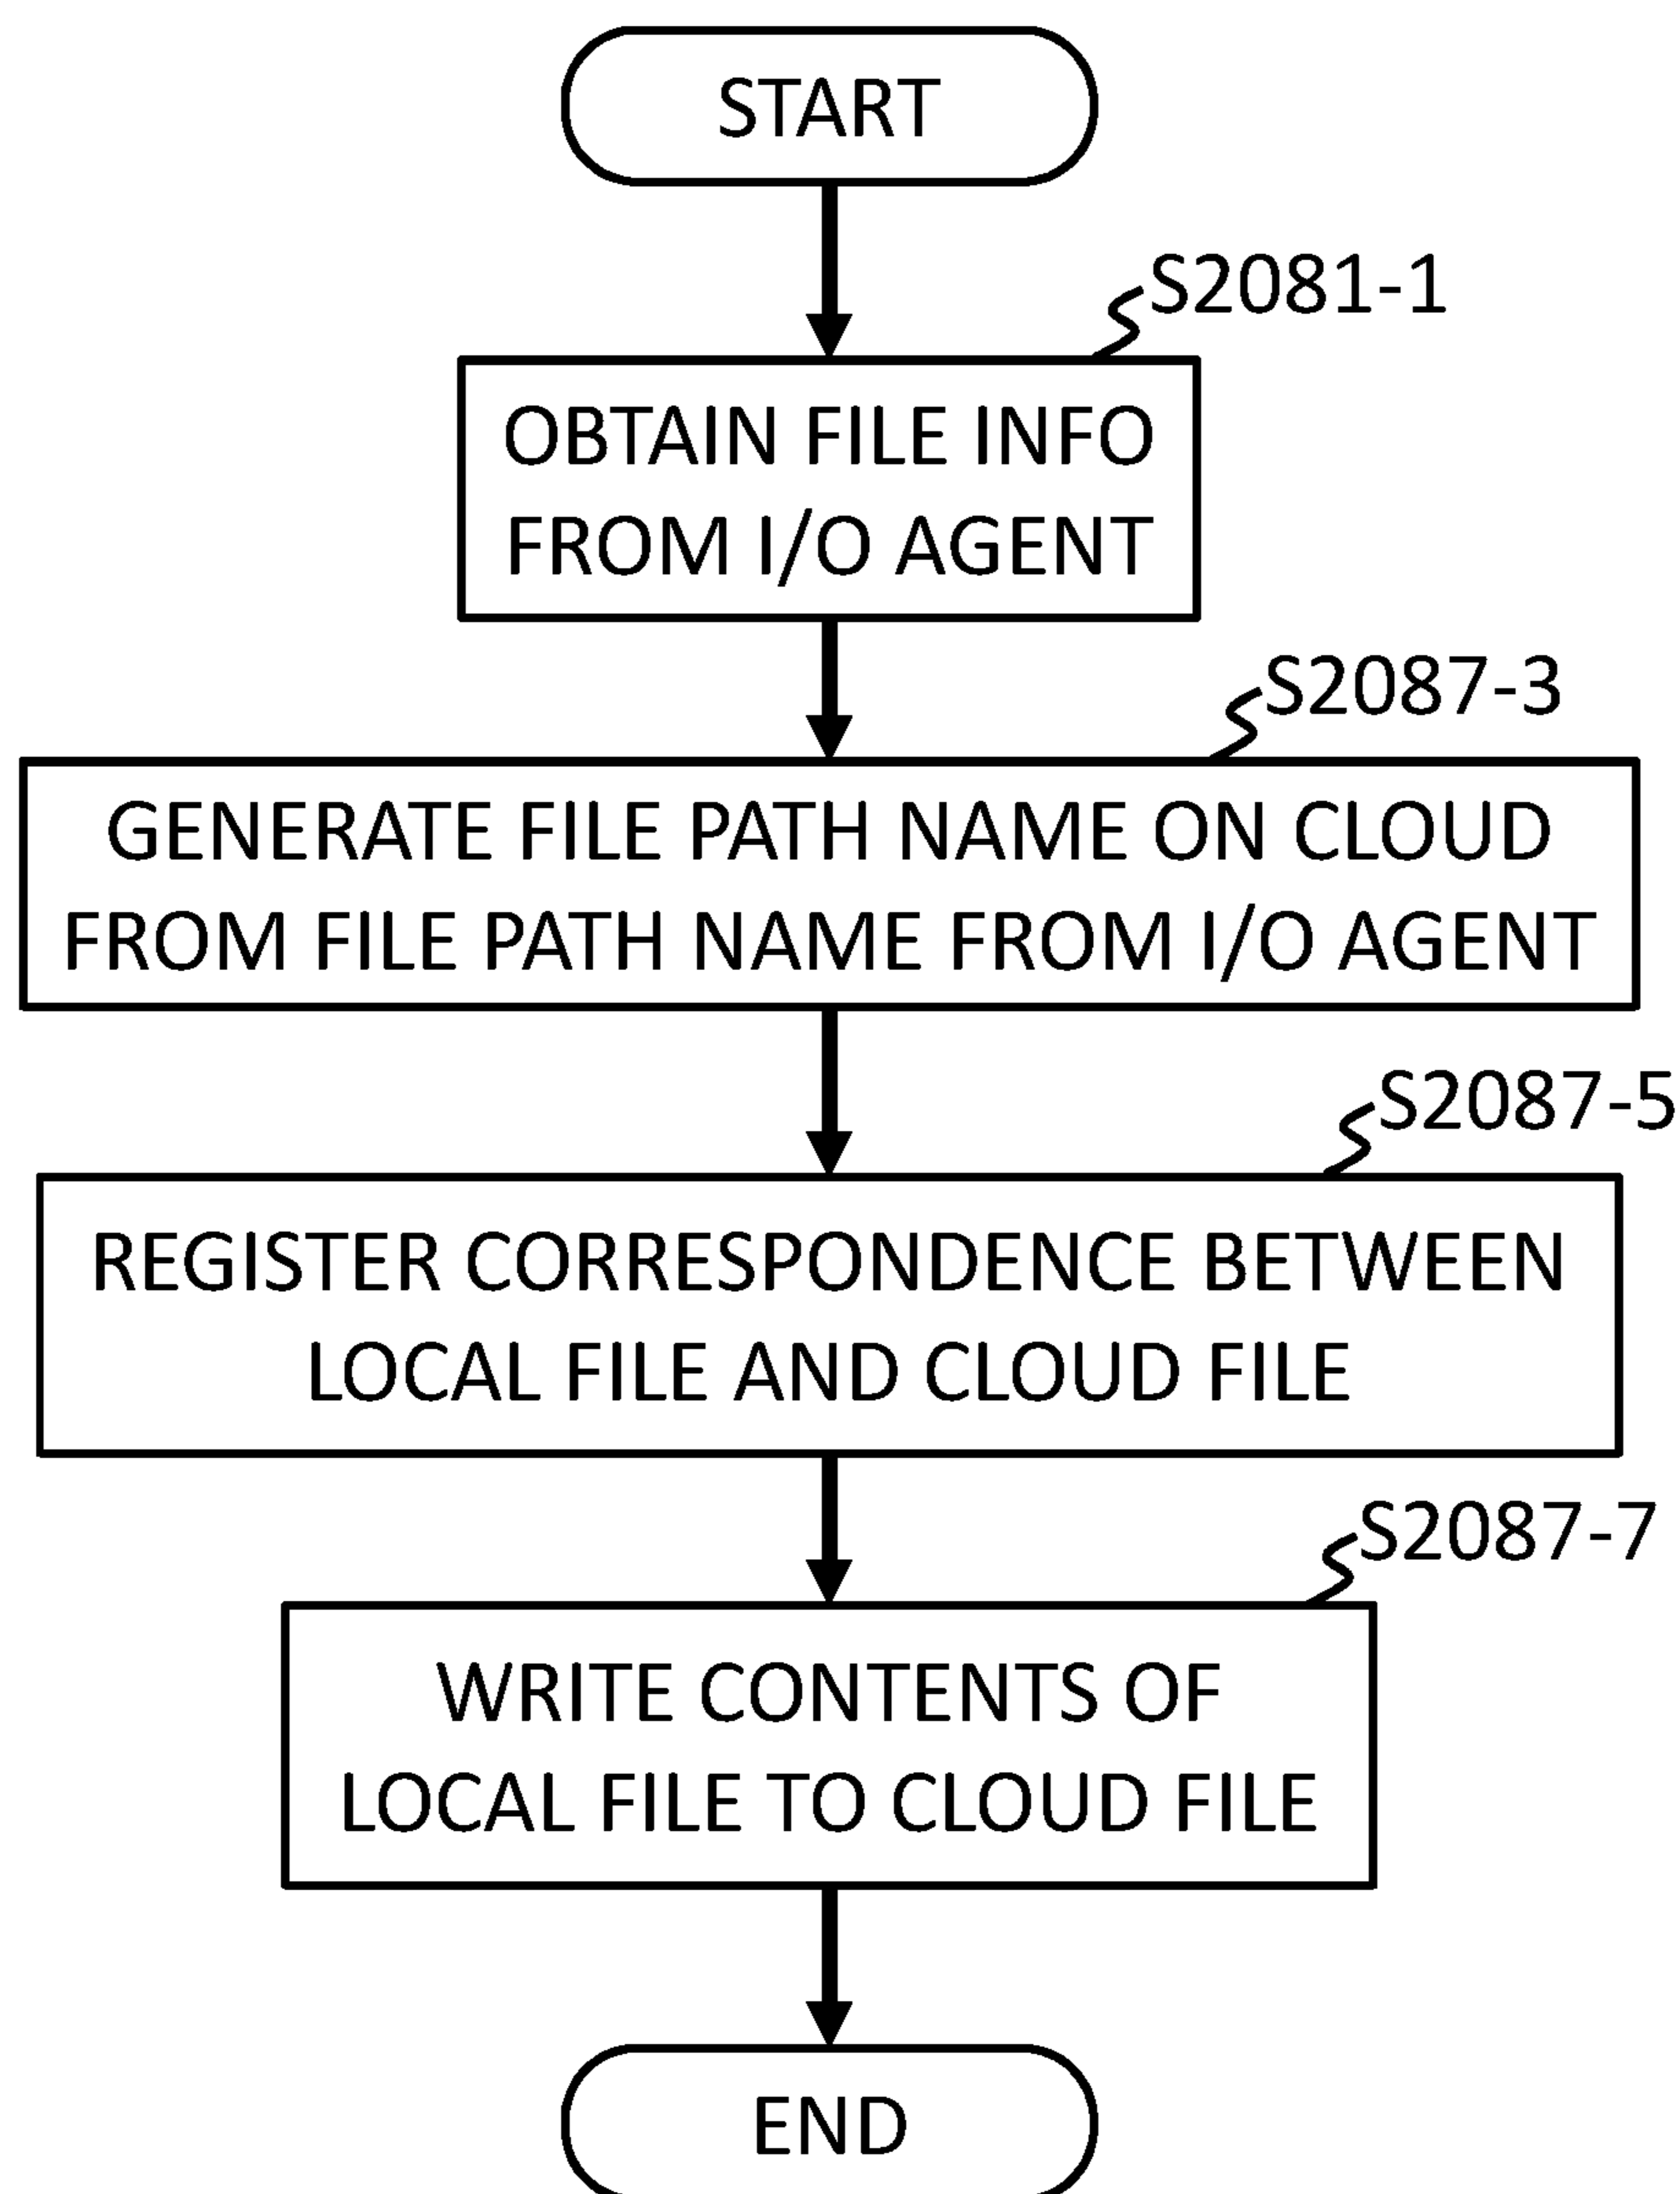 START
S2081-1
OBTAIN FILE INFO
FROM I/O AGENT
S2087-3
GENERATE FILE PATH NAME ON CLOUD
FROM FILE PATH NAME FROM I/O AGENT
S2087-5
REGISTER CORRESPONDENCE BETWEEN
LOCAL FILE AND CLOUD FILE
S2087-7
WRITE CONTENTS OF
LOCAL FILE TO CLOUD FILE
END